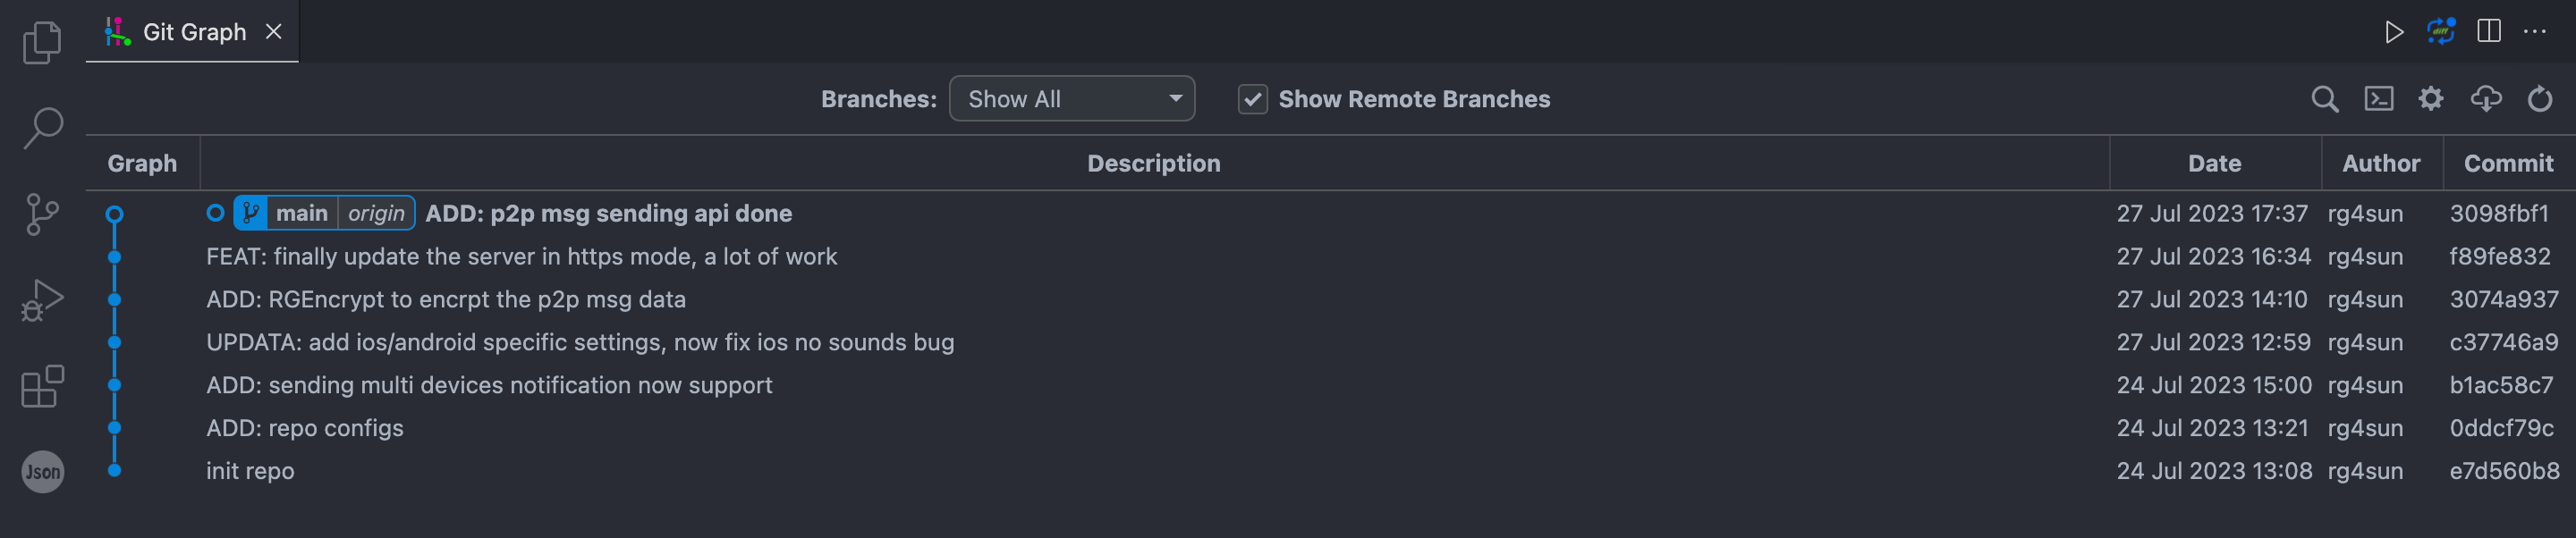 Git Graph
Branches: Show All Show Remote Branches
Graph Description Date Author Commit
main origin ADD: p2p msg sending api done 27 Jul 2023 17:37 rg4sun 3098fbf1
FEAT: finally update the server in https mode, a lot of work 27 Jul 2023 16:34 rg4sun f89fe832
ADD: RGEncrypt to encrpt the p2p msg data 27 Jul 2023 14:10 rg4sun 3074a937
UPDATA: add ios/android specific settings, now fix ios no sounds bug 27 Jul 2023 12:59 rg4sun c37746a9
ADD: sending multi devices notification now support 24 Jul 2023 15:00 rg4sun b1ac58c7
ADD: repo configs 24 Jul 2023 13:21 rg4sun 0ddcf79c
init repo 24 Jul 2023 13:08 rg4sun e7d560b8
Json